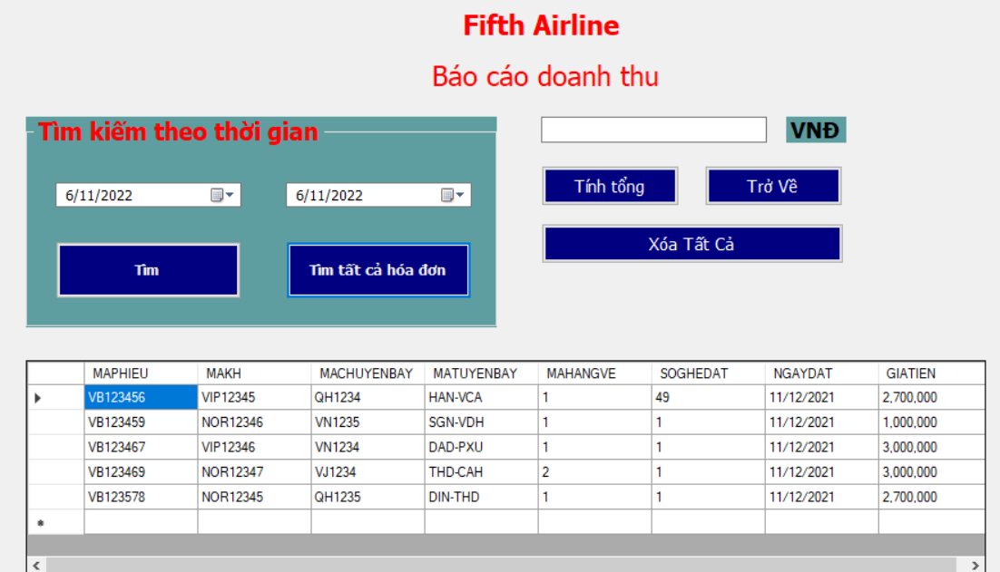 Fifth Airline
Báo cáo doanh thu
Tìm kiếm theo thời gian
VNĐ
6/11/2022 6/11/2022
Tính tổng Trở Về
Xóa Tất Cả
Tìm Tìm tất cả hóa đơn
MAPHIEU MAKH MACHUYENBAY MATUYENBAY MAHANGVE SOGHEDAT NGAYDAT GIATIEN
VB123456 VIP12345 QH1234 HAN-VCA 1 49 11/12/2021 2,700,000
VB123459 NOR12346 VN1235 SGN-VDH 1 1 11/12/2021 1,000,000
VB123467 VIP12346 VN1234 DAD-PXU 1 1 11/12/2021 3,000,000
VB123469 NOR12347 VJ1234 THD-CAH 2 1 11/12/2021 3,000,000
VB123578 NOR12345 QH1235 DIN-THD 1 1 11/12/2021 2,700,000